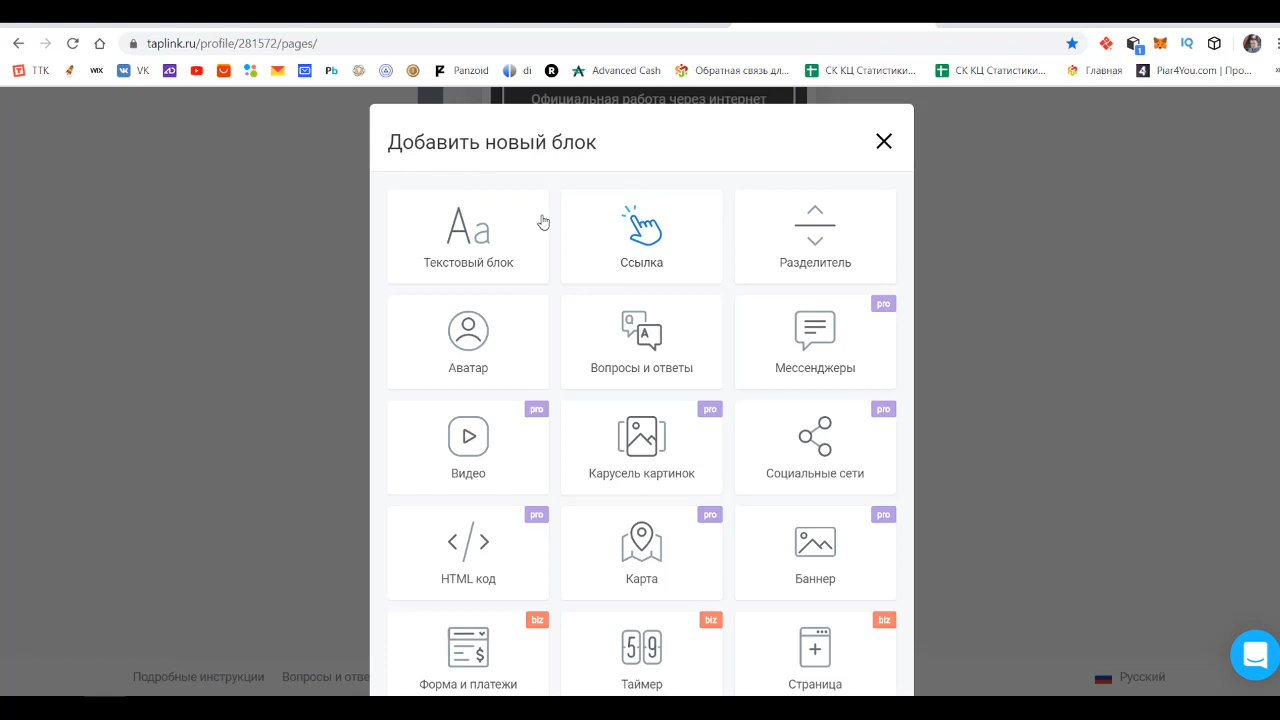 taplink.ru/profile/281572/pages/
ТТК WIX VK Pb Panzoid di Advanced Cash Обратная связь дл... СК КЦ Статистики... СК КЦ Статистики... Главная Piar4You.com | Про...
Официальная работа через интернет
Добавить новый блок
Aa
Текстовый блок
Ссылка
Разделитель
Аватар
Q A
Вопросы и ответы
pro
Мессенджеры
pro
Видео
pro
Карусель картинок
pro
Социальные сети
pro
HTML код
pro
Карта
pro
Баннер
biz
Форма и платежи
biz
59
Таймер
biz
Страница
Подробные инструкции Вопросы и отве
Русский